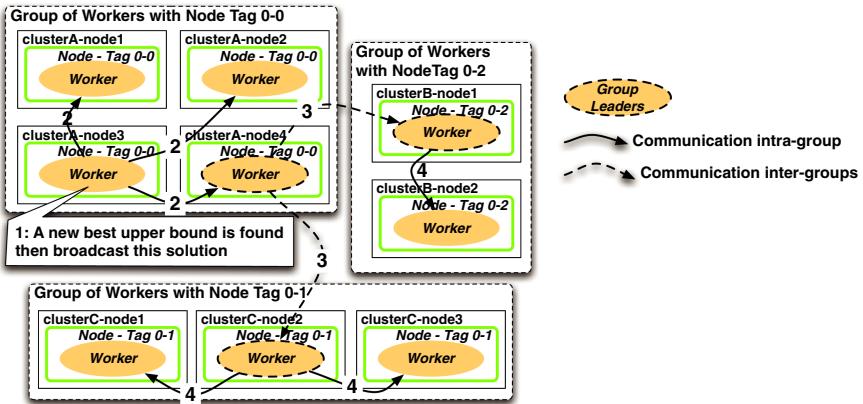 Group of Workers with Node Tag 0-0
clusterA-node1
Node - Tag 0-0
Worker
clusterA-node2
Node - Tag 0-0
Worker
2
2
3
clusterA-node3
Node - Tag 0-0
Worker
clusterA-node4
Node - Tag 0-0
Worker
2
1: A new best upper bound is found
then broadcast this solution
3
Group of Workers
with NodeTag 0-2
clusterB-node1
Node - Tag 0-2
Worker
4
clusterB-node2
Node - Tag 0-2
Worker
Group
Leaders
Communication intra-group
Communication inter-groups
Group of Workers with Node Tag 0-1
clusterC-node1
Node - Tag 0-1
Worker
clusterC-node2
Node - Tag 0-1
Worker
clusterC-node3
Node - Tag 0-1
Worker
4
4